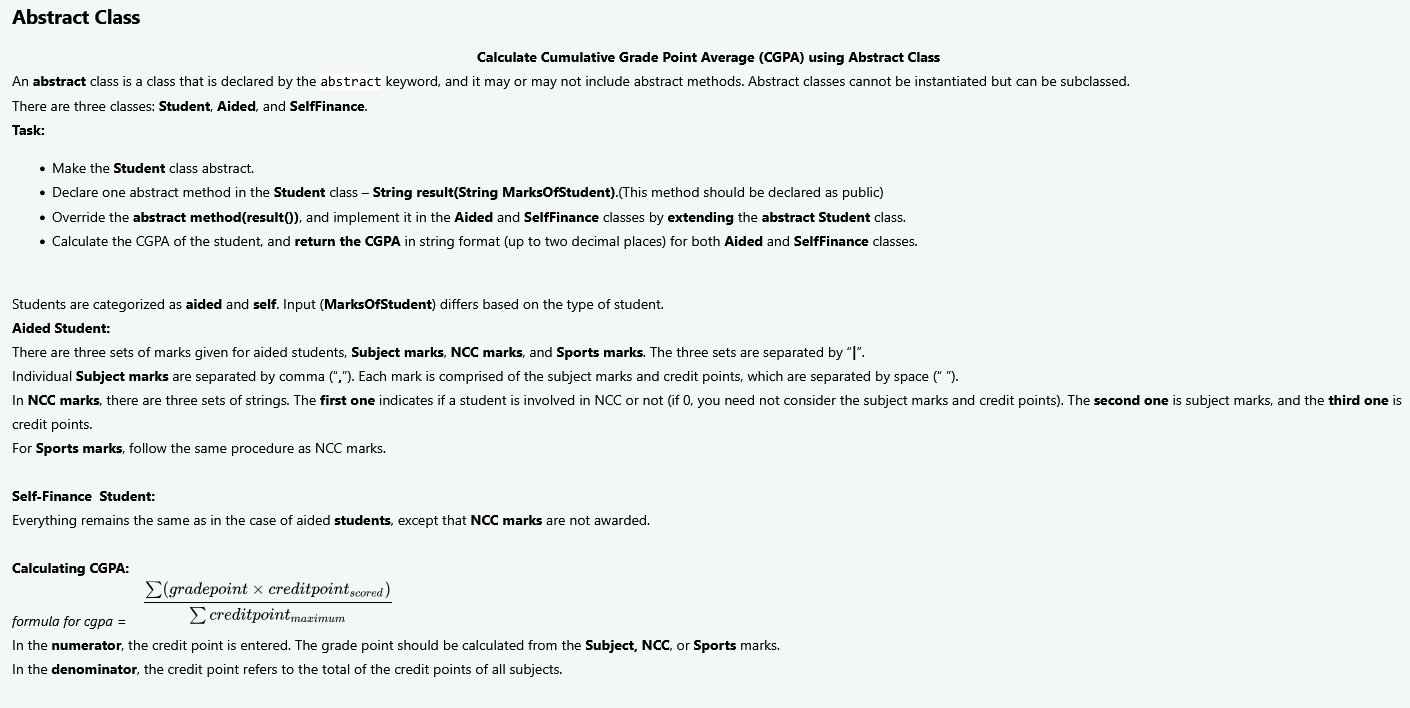 Abstract Class
Calculate Cumulative Grade Point Average (CGPA) using Abstract Class
An abstract class is a class that is declared by the abstract keyword, and it may or may not include abstract methods. Abstract classes cannot be instantiated but can be subclassed.
There are three classes: Student, Aided, and SelfFinance.
Task:
• Make the Student class abstract.
• Declare one abstract method in the Student class – String result(String MarksOfStudent).(This method should be declared as public)
• Override the abstract method(result()), and implement it in the Aided and SelfFinance classes by extending the abstract Student class.
• Calculate the CGPA of the student, and return the CGPA in string format (up to two decimal places) for both Aided and SelfFinance classes.
Students are categorized as aided and self. Input (MarksOfStudent) differs based on the type of student.
Aided Student:
There are three sets of marks given for aided students, Subject marks, NCC marks, and Sports marks. The three sets are separated by “|”.
Individual Subject marks are separated by comma (“,”). Each mark is comprised of the subject marks and credit points, which are separated by space (“ ”).
In NCC marks, there are three sets of strings. The first one indicates if a student is involved in NCC or not (if 0, you need not consider the subject marks and credit points). The second one is subject marks, and the third one is
credit points.
For Sports marks, follow the same procedure as NCC marks.
Self-Finance  Student:
Everything remains the same as in the case of aided students, except that NCC marks are not awarded.
Calculating CGPA:
formula for cgpa = \frac{\sum(gradepoint \times creditpoint_{scored})}{\sum creditpoint_{maximum}}
In the numerator, the credit point is entered. The grade point should be calculated from the Subject, NCC, or Sports marks.
In the denominator, the credit point refers to the total of the credit points of all subjects.